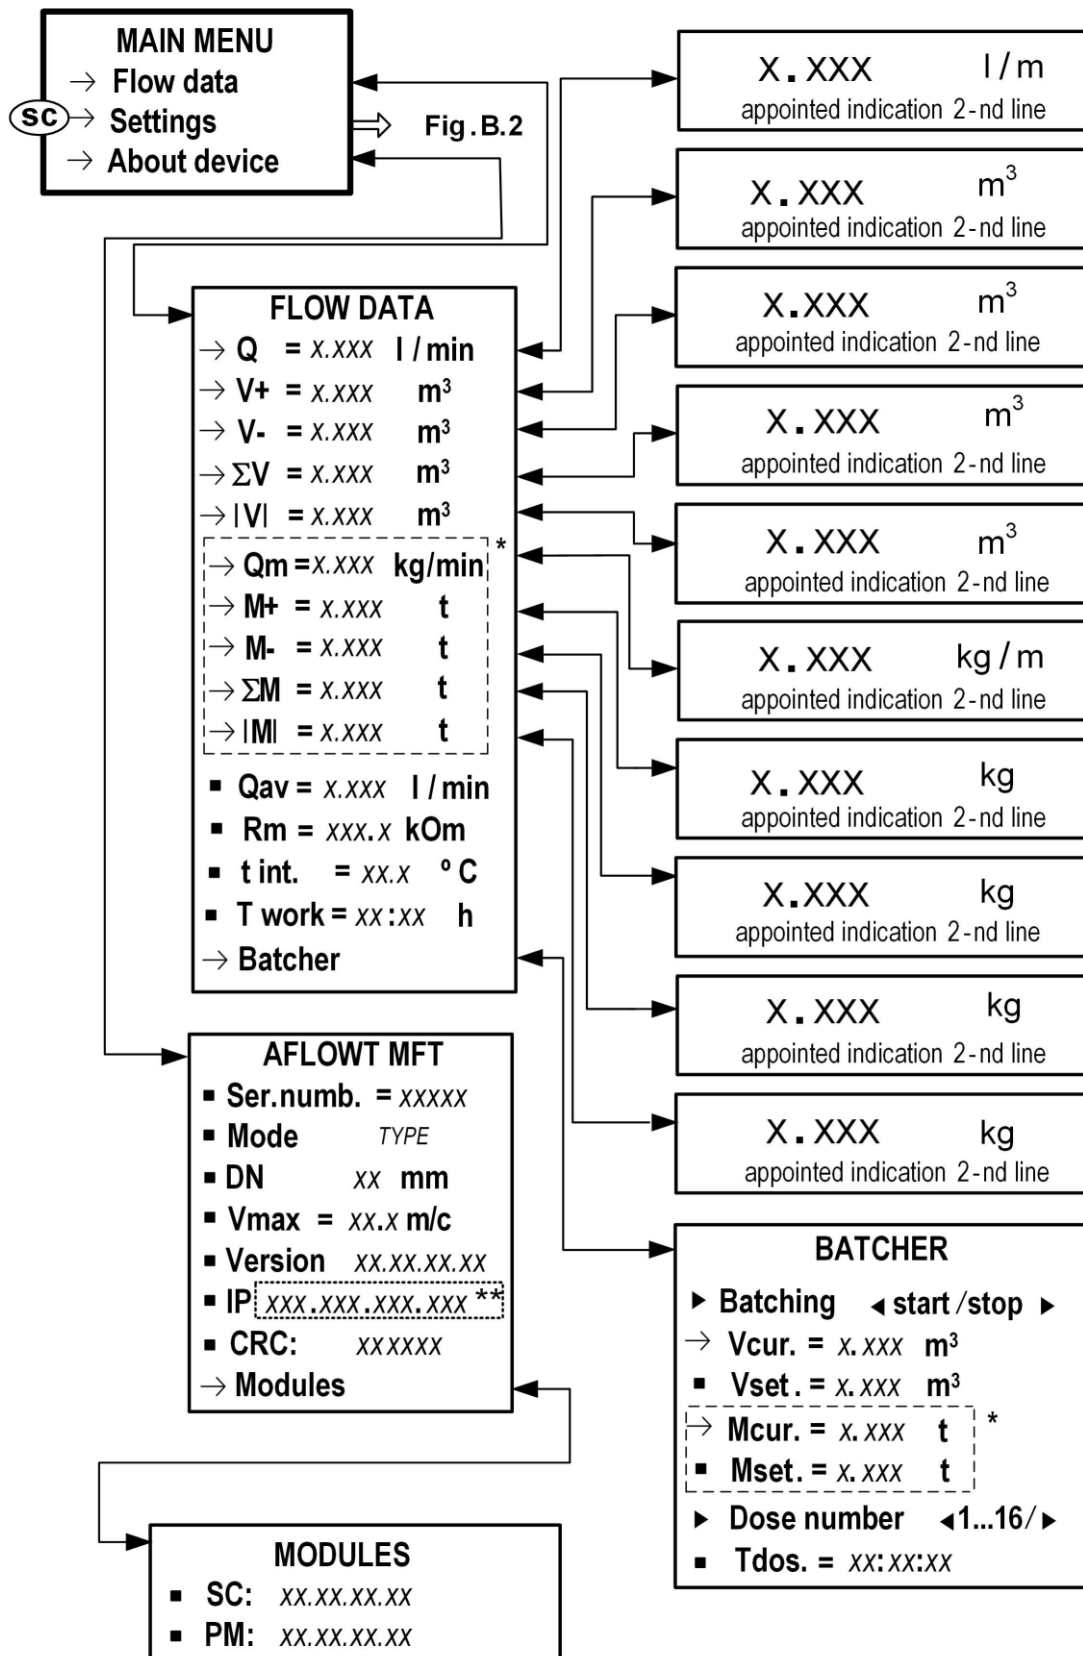 MAIN MENU
→ Flow data
SC → Settings
→ About device
Fig.B.2
x.xxx l/m
appointed indication 2-nd line
x.xxx m³
appointed indication 2-nd line
x.xxx m³
appointed indication 2-nd line
x.xxx m³
appointed indication 2-nd line
x.xxx m³
appointed indication 2-nd line
x.xxx kg/m
appointed indication 2-nd line
x.xxx kg
appointed indication 2-nd line
x.xxx kg
appointed indication 2-nd line
x.xxx kg
appointed indication 2-nd line
x.xxx kg
appointed indication 2-nd line
FLOW DATA
→ Q = x.xxx l/min
→ V+ = x.xxx m³
→ V- = x.xxx m³
→ ΣV = x.xxx m³
→ |V| = x.xxx m³
→ Qm = x.xxx kg/min *
→ M+ = x.xxx t
→ M- = x.xxx t
→ ΣM = x.xxx t
→ |M| = x.xxx t
▪ Qav = x.xxx l/min
▪ Rm = xxx.x kOm
▪ t int. = xx.x º C
▪ T work = xx:xx h
→ Batcher
AFLOWT MFT
▪ Ser.numb. = xxxxx
▪ Mode TYPE
▪ DN xx mm
▪ Vmax = xx.x m/c
▪ Version xx.xx.xx.xx
▪ IP xxx.xxx.xxx.xxx **
▪ CRC: xxxxxx
→ Modules
BATCHER
▶ Batching ◀ start/stop ▶
→ Vcur. = x.xxx m³
▪ Vset. = x.xxx m³
→ Mcur. = x.xxx t *
▪ Mset. = x.xxx t
▶ Dose number ◀1...16/▶
▪ Tdos. = xx:xx:xx
MODULES
▪ SC: xx.xx.xx.xx
▪ PM: xx.xx.xx.xx